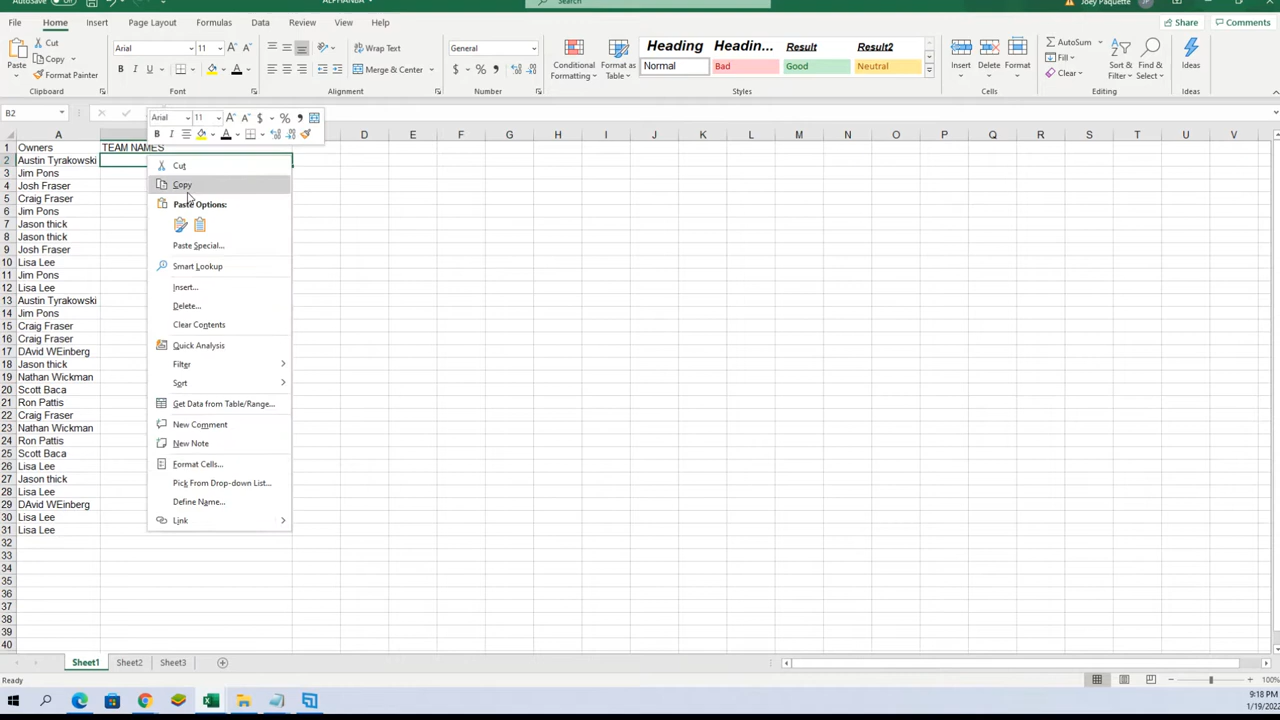 AutoSave Off ALPHANBA Search Joey Paquette JP
File Home Insert Page Layout Formulas Data Review View Help Share Comments
Paste Cut Copy Format Painter Clipboard
Arial 11 B I U A Font
Wrap Text Merge & Center Alignment
General $ % , Number
Conditional Formatting Format as Table
Heading Headin... Result Result2
Normal Bad Good Neutral
Styles
Insert Delete Format Cells
AutoSum Fill Clear Sort & Filter Find & Select Editing
Ideas Ideas
B2
Arial 11 $ % ,
B I A
A D E F G H I J K L M N O P Q R S T U V
1 Owners TEAM NAMES
2 Austin Tyrakowski
3 Jim Pons
4 Josh Fraser
5 Craig Fraser
6 Jim Pons
7 Jason thick
8 Jason thick
9 Josh Fraser
10 Lisa Lee
11 Jim Pons
12 Lisa Lee
13 Austin Tyrakowski
14 Jim Pons
15 Craig Fraser
16 Craig Fraser
17 DAvid WEinberg
18 Jason thick
19 Nathan Wickman
20 Scott Baca
21 Ron Pattis
22 Craig Fraser
23 Nathan Wickman
24 Ron Pattis
25 Scott Baca
26 Lisa Lee
27 Jason thick
28 Lisa Lee
29 DAvid WEinberg
30 Lisa Lee
31 Lisa Lee
32
33
34
35
36
37
38
39
40
Cut
Copy
Paste Options:
Paste Special...
Smart Lookup
Insert...
Delete...
Clear Contents
Quick Analysis
Filter
Sort
Get Data from Table/Range...
New Comment
New Note
Format Cells...
Pick From Drop-down List...
Define Name...
Link
Sheet1 Sheet2 Sheet3
Ready 100%
9:18 PM
1/19/2022